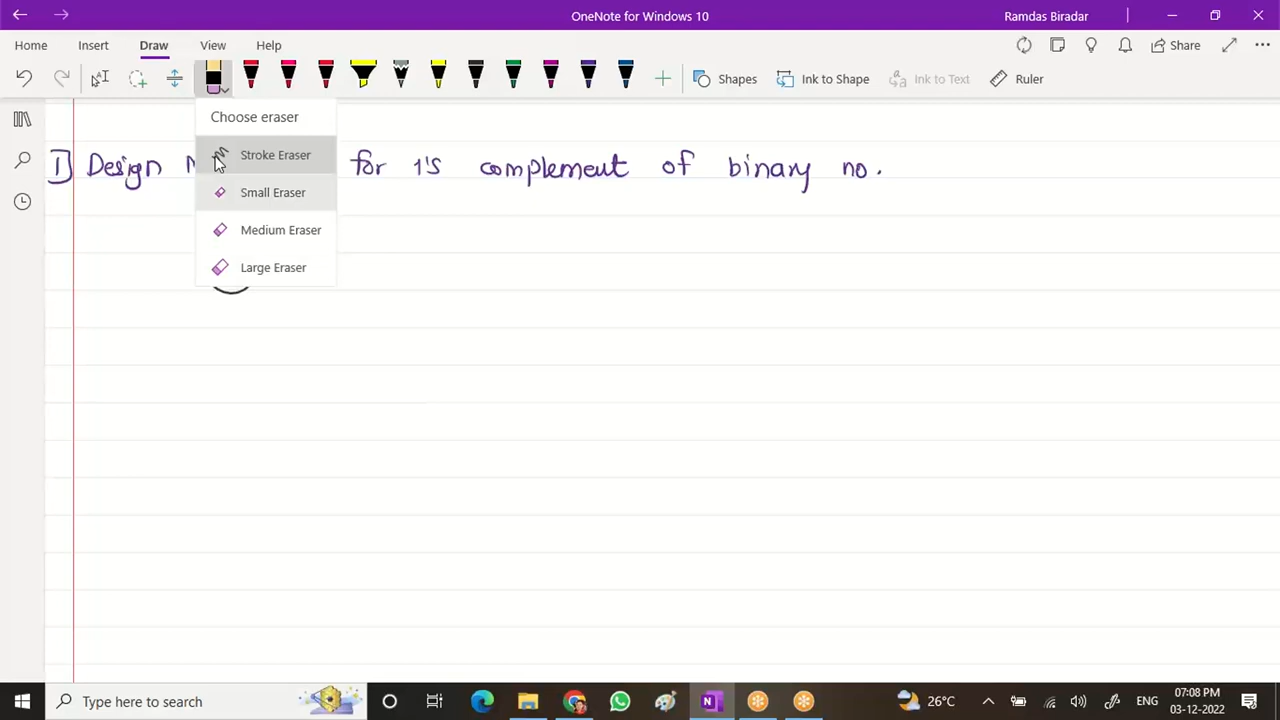 OneNote for Windows 10
Ramdas Biradar
Home Insert Draw View Help
Share
Shapes Ink to Shape Ink to Text Ruler
Choose eraser
Stroke Eraser
Small Eraser
Medium Eraser
Large Eraser
1] Design for 1's complement of binary no.
Type here to search
26°C
ENG
07:08 PM
03-12-2022